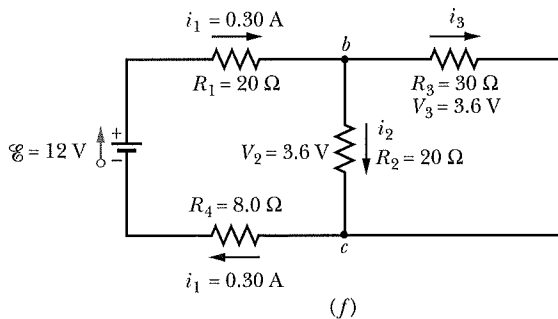 i₁ = 0.30 A
i₃
b
R₁ = 20 Ω
R₃ = 30 Ω
V₃ = 3.6 V
+
ℰ = 12 V
−
V₂ = 3.6 V
i₂
R₂ = 20 Ω
R₄ = 8.0 Ω
c
i₁ = 0.30 A
(f)